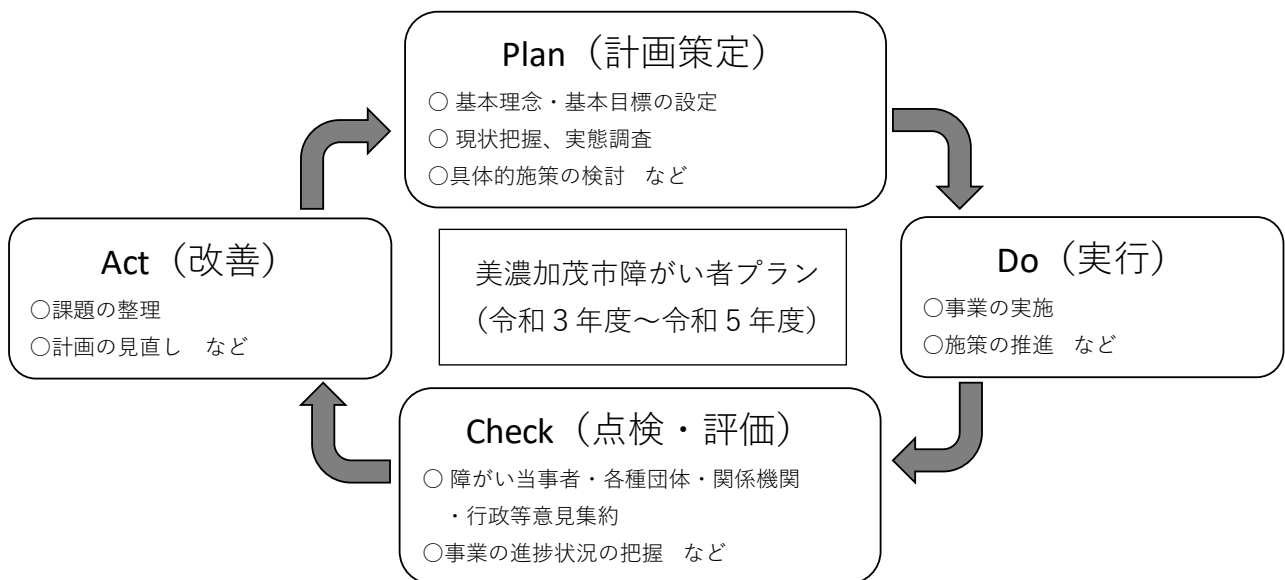 Plan（計画策定）
○ 基本理念・基本目標の設定
○ 現状把握、実態調査
○具体的施策の検討　など
Act（改善）
○課題の整理
○計画の見直し　など
美濃加茂市障がい者プラン
（令和３年度～令和５年度）
Do（実行）
○事業の実施
○施策の推進　など
Check（点検・評価）
○ 障がい当事者・各種団体・関係機関
・行政等意見集約
○事業の進捗状況の把握　など